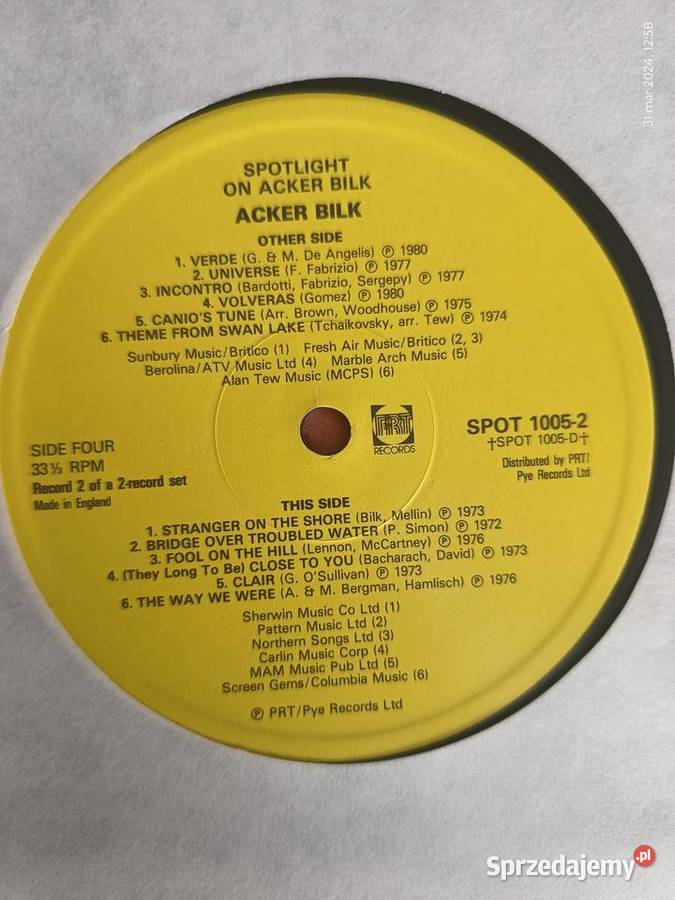 31 mar 2024, 12:58
SPOTLIGHT
ON ACKER BILK
ACKER BILK
OTHER SIDE
1. VERDE (G. & M. De Angelis) Ⓟ 1980
2. UNIVERSE (F. Fabrizio) Ⓟ 1977
3. INCONTRO (Bardotti, Fabrizio, Sergepy) Ⓟ 1977
4. VOLVERAS (Gomez) Ⓟ 1980
5. CANIO'S TUNE (Arr. Brown, Woodhouse) Ⓟ 1975
6. THEME FROM SWAN LAKE (Tchaikovsky, arr. Tew) Ⓟ 1974
Sunbury Music/Britico (1) Fresh Air Music/Britico (2, 3)
Berolina/ATV Music Ltd (4) Marble Arch Music (5)
Alan Tew Music (MCPS) (6)
SIDE FOUR
33⅓ RPM
Record 2 of a 2-record set
Made in England
PRT
RECORDS
SPOT 1005-2
†SPOT 1005-D†
Distributed by PRT/
Pye Records Ltd
THIS SIDE
1. STRANGER ON THE SHORE (Bilk, Mellin) Ⓟ 1973
2. BRIDGE OVER TROUBLED WATER (P. Simon) Ⓟ 1972
3. FOOL ON THE HILL (Lennon, McCartney) Ⓟ 1976
4. (They Long To Be) CLOSE TO YOU (Bacharach, David) Ⓟ 1973
5. CLAIR (G. O'Sullivan) Ⓟ 1973
6. THE WAY WE WERE (A. & M. Bergman, Hamlisch) Ⓟ 1976
Sherwin Music Co Ltd (1)
Pattern Music Ltd (2)
Northern Songs Ltd (3)
Carlin Music Corp (4)
MAM Music Pub Ltd (5)
Screen Gems/Columbia Music (6)
Ⓟ PRT/Pye Records Ltd
Sprzedajemy.pl